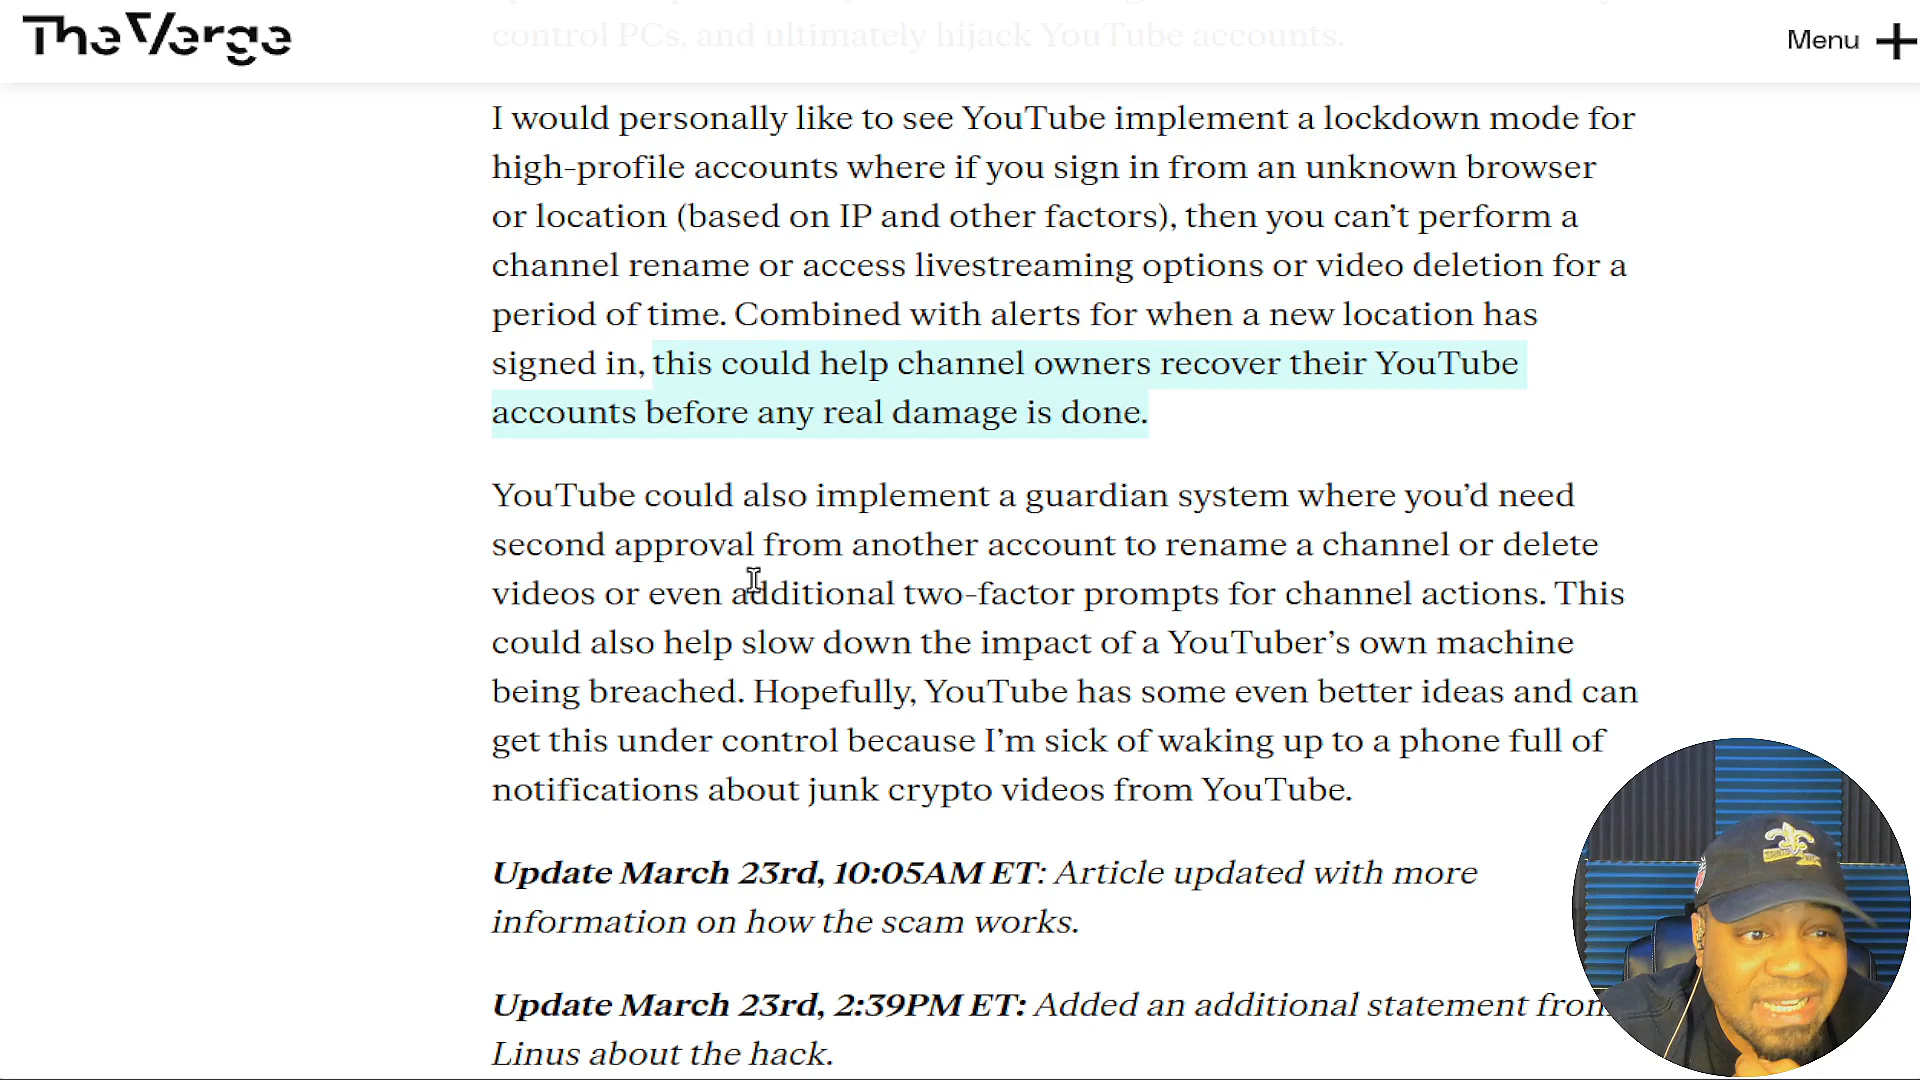 The Verge
Menu
control PCs, and ultimately hijack YouTube accounts.
I would personally like to see YouTube implement a lockdown mode for
high-profile accounts where if you sign in from an unknown browser
or location (based on IP and other factors), then you can’t perform a
channel rename or access livestreaming options or video deletion for a
period of time. Combined with alerts for when a new location has
signed in, this could help channel owners recover their YouTube
accounts before any real damage is done.
YouTube could also implement a guardian system where you’d need
second approval from another account to rename a channel or delete
videos or even additional two-factor prompts for channel actions. This
could also help slow down the impact of a YouTuber’s own machine
being breached. Hopefully, YouTube has some even better ideas and can
get this under control because I’m sick of waking up to a phone full of
notifications about junk crypto videos from YouTube.
Update March 23rd, 10:05AM ET: Article updated with more
information on how the scam works.
Update March 23rd, 2:39PM ET: Added an additional statement from
Linus about the hack.